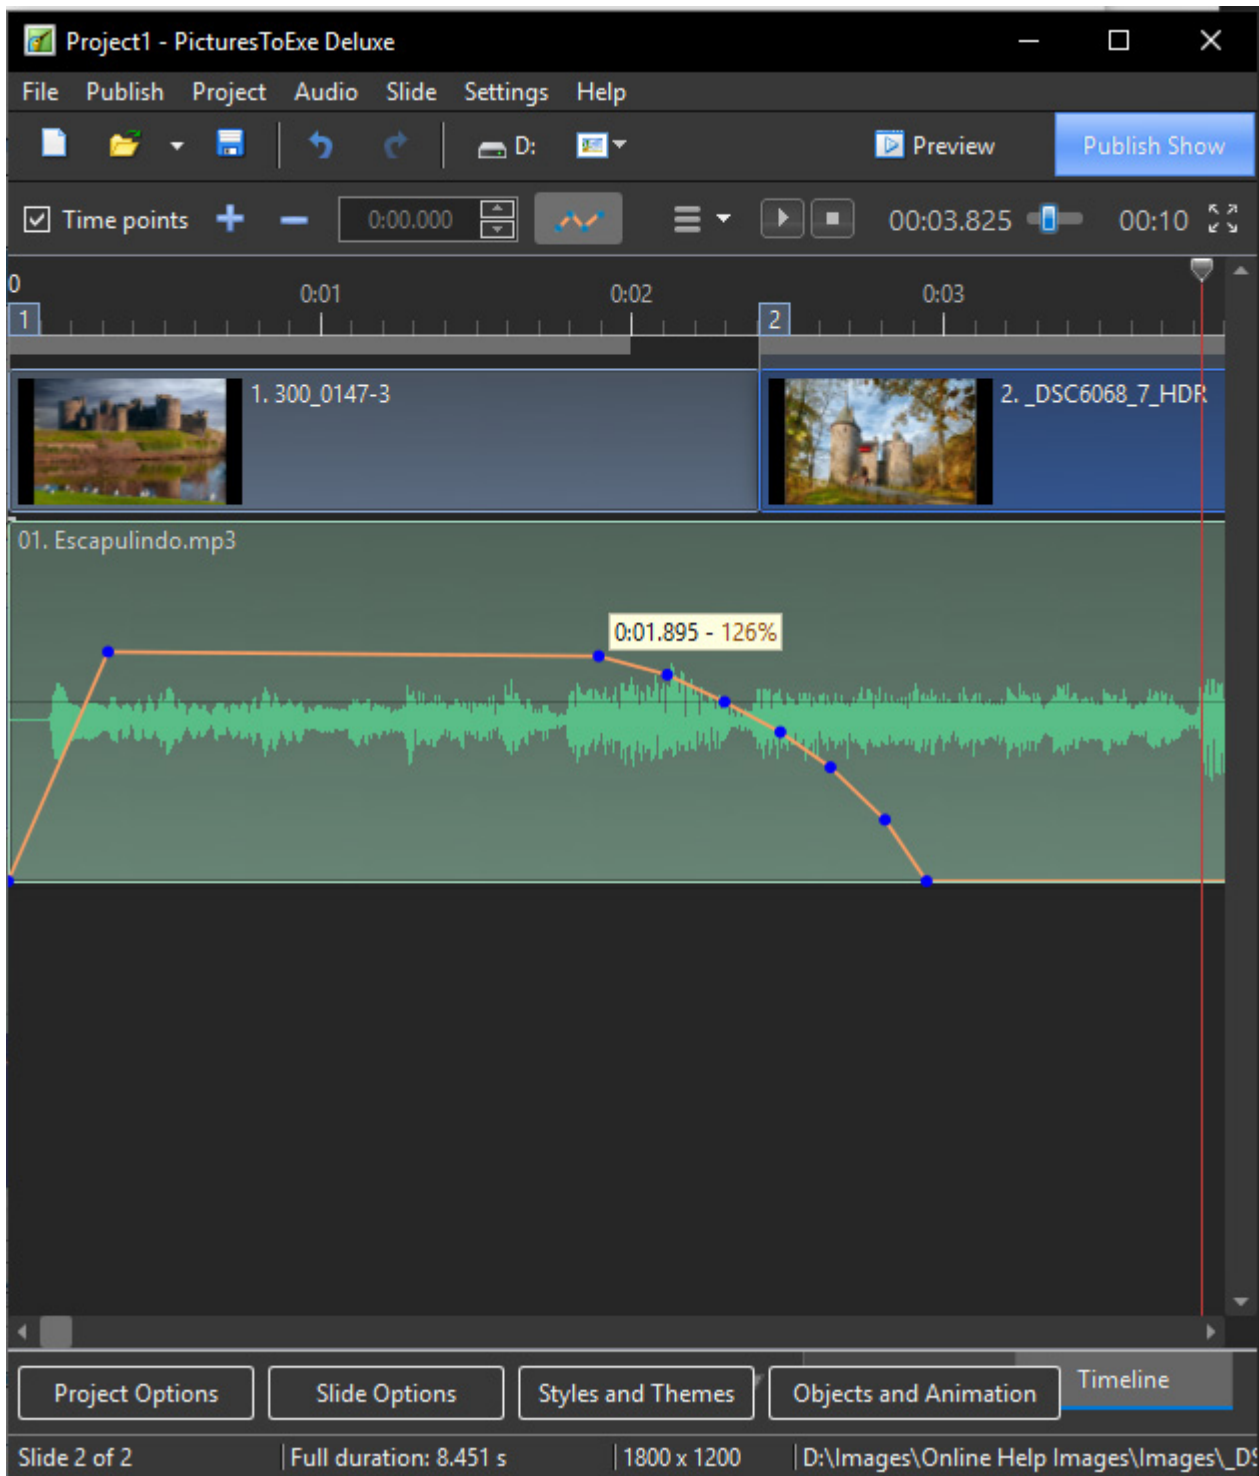 Project1 - PicturesToExe Deluxe
File Publish Project Audio Slide Settings Help
D: Preview Publish Show
Time points 0:00.000 00:03.825 00:10
0 0:01 0:02 0:03
1 2
1. 300_0147-3 2. _DSC6068_7_HDR
01. Escapulindo.mp3
0:01.895 - 126%
Project Options Slide Options Styles and Themes Objects and Animation Timeline
Slide 2 of 2 Full duration: 8.451 s 1800 x 1200 D:\Images\Online Help Images\Images\_DS